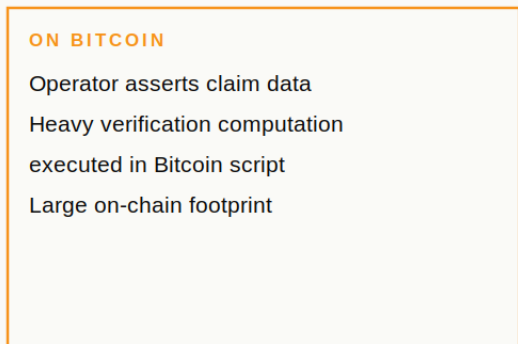 ON BITCOIN
Operator asserts claim data
Heavy verification computation
executed in Bitcoin script
Large on-chain footprint